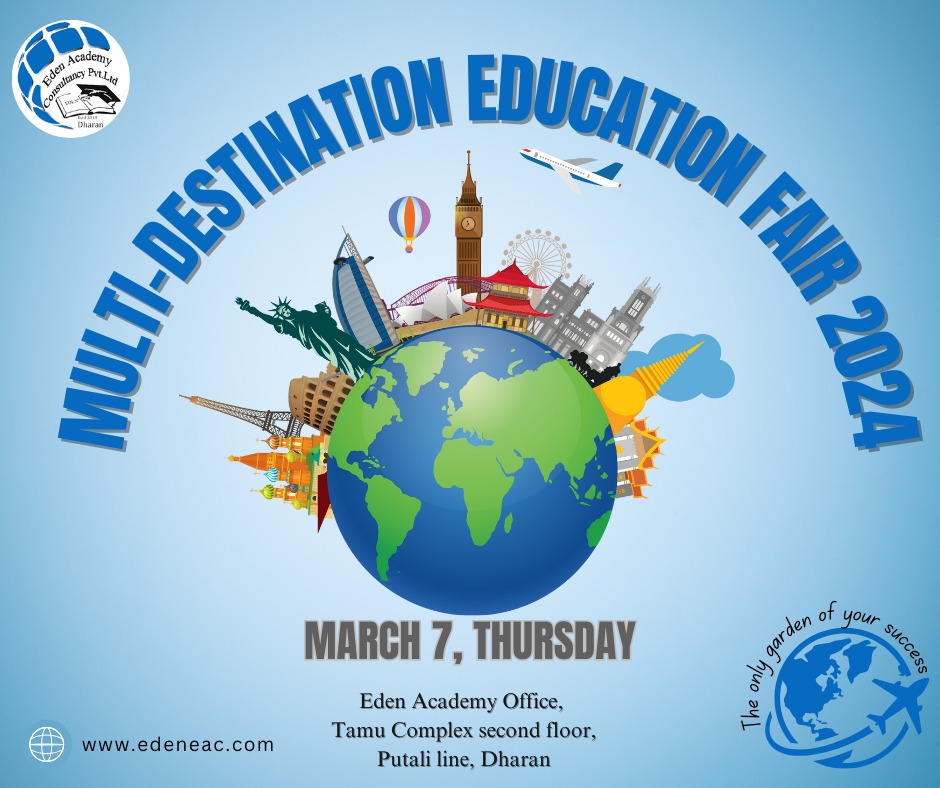 Eden Academy
Consultancy Pvt.Ltd
Dharan
MULTI-DESTINATION EDUCATION FAIR 2024
MARCH 7, THURSDAY
Eden Academy Office,
Tamu Complex second floor,
Putali line, Dharan
www.edeneac.com
The only garden of your success